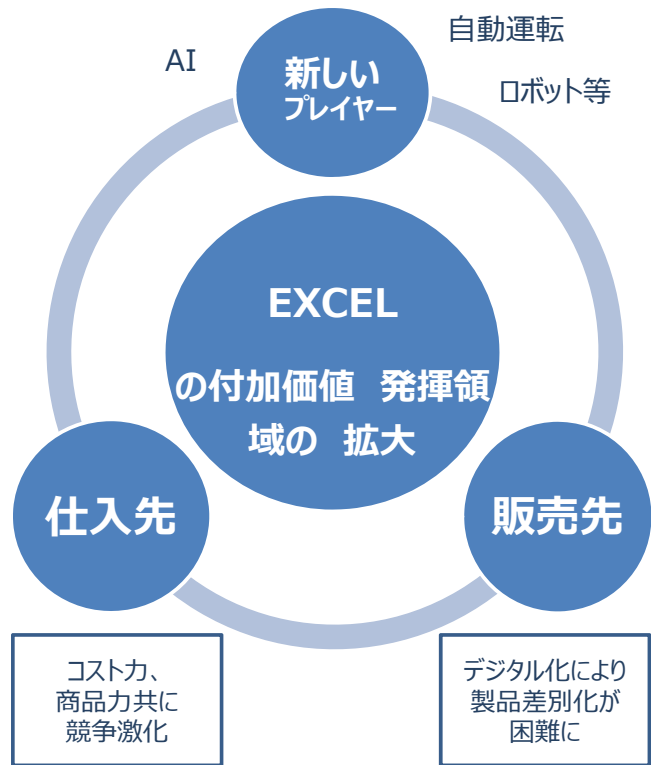 AI
自動運転
ロボット等
新しい
プレイヤー
EXCEL
の付加価値 発揮領
域の 拡大
仕入先
販売先
コスト力、
商品力共に
競争激化
デジタル化により
製品差別化が
困難に